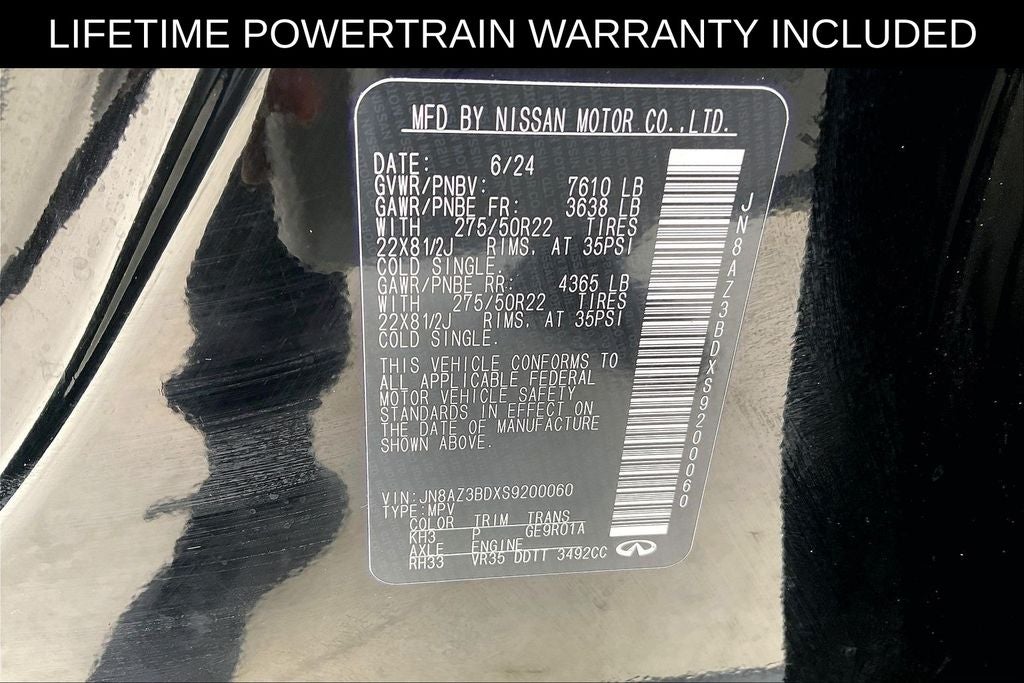 LIFETIME POWERTRAIN WARRANTY INCLUDED
MFD BY NISSAN MOTOR CO.,LTD.
DATE: 6/24
GVWR/PNBV: 7610 LB
GAWR/PNBE FR: 3638 LB
WITH 275/50R22 TIRES
22X81/2J RIMS, AT 35PSI
COLD SINGLE.
GAWR/PNBE RR: 4365 LB
WITH 275/50R22 TIRES
22X81/2J RIMS, AT 35PSI
COLD SINGLE.
THIS VEHICLE CONFORMS TO
ALL APPLICABLE FEDERAL
MOTOR VEHICLE SAFETY
STANDARDS IN EFFECT ON
THE DATE OF MANUFACTURE
SHOWN ABOVE.
VIN:JN8AZ3BDXS9200060
TYPE:MPV
COLOR TRIM TRANS
KH3 P GE9R01A
AXLE ENGINE
RH33 VR35 DDTT 3492CC
JN8AZ3BDXS9200060